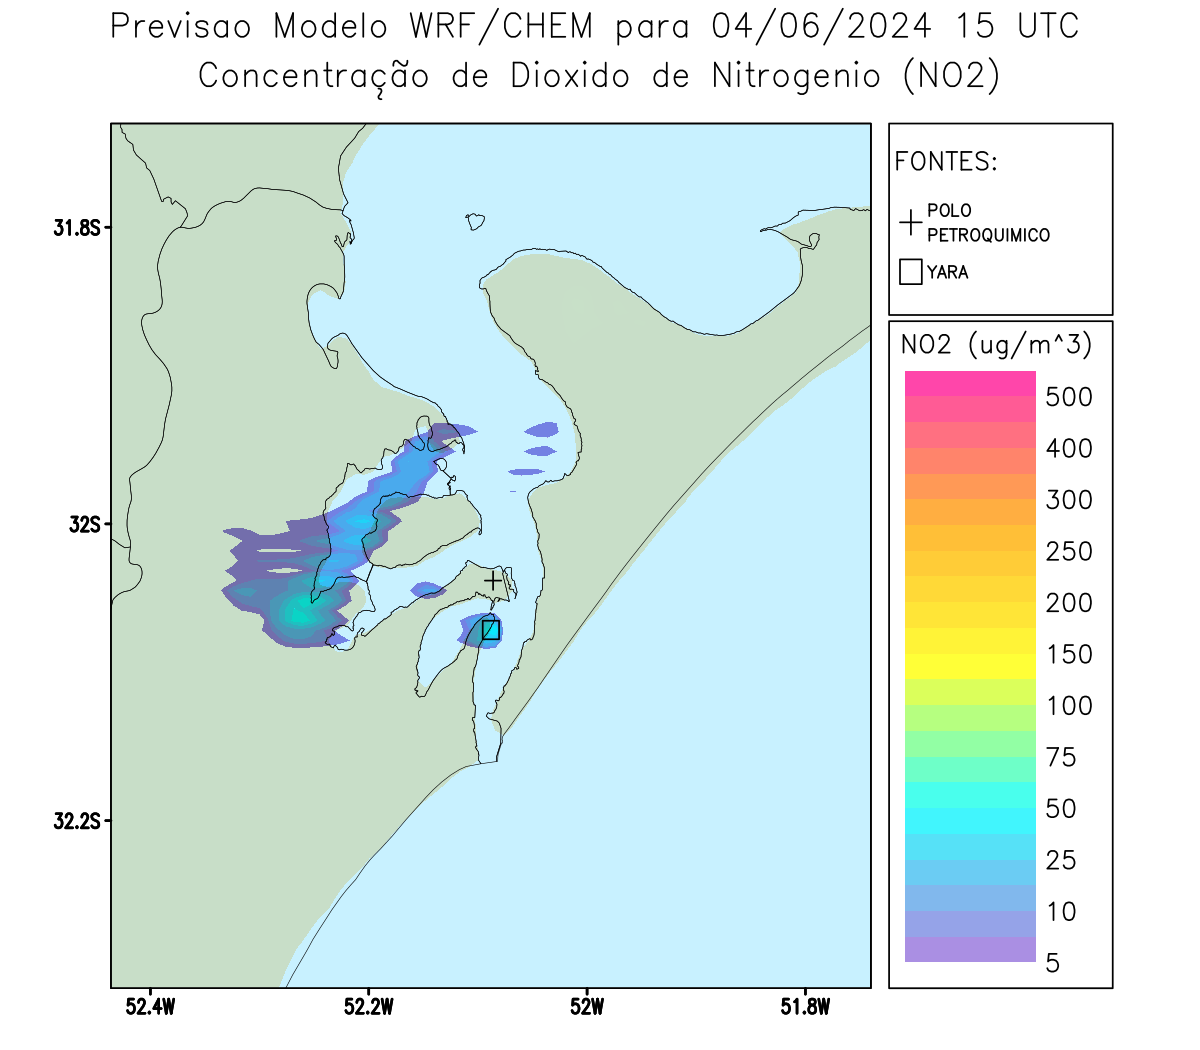 Previsao Modelo WRF/CHEM para 04/06/2024 15 UTC
Concentração de Dioxido de Nitrogenio (NO2)
FONTES:
POLO
PETROQUIMICO
YARA
31.8S
32S
32.2S
52.4W
52.2W
52W
51.8W
NO2 (ug/m^3)
500
400
300
250
200
150
100
75
50
25
10
5